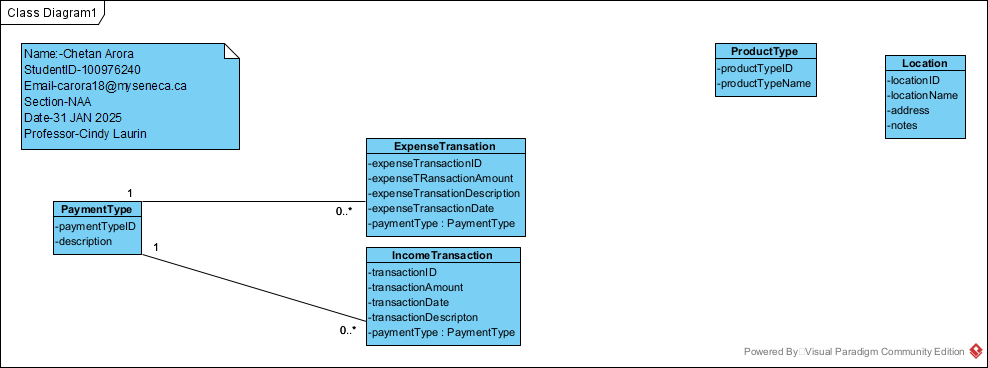 Class Diagram1
Name:-Chetan Arora
StudentID-100976240
Email-carora18@myseneca.ca
Section-NAA
Date-31 JAN 2025
Professor-Cindy Laurin
ProductType
-productTypeID
-productTypeName
Location
-locationID
-locationName
-address
-notes
ExpenseTransation
-expenseTransactionID
-expenseTRansactionAmount
-expenseTransationDescription
-expenseTransactionDate
-paymentType : PaymentType
1
0..*
PaymentType
-paymentTypeID
-description
1
0..*
IncomeTransaction
-transactionID
-transactionAmount
-transactionDate
-transactionDescripton
-paymentType : PaymentType
Powered By Visual Paradigm Community Edition